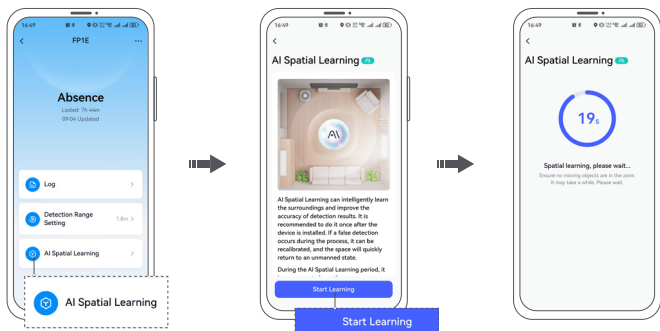 16:49
FP1E
Absence
Lasted: 7h 44m
09:04 Updated
Log
Detection Range
Setting
1.8m
AI Spatial Learning
AI Spatial Learning
16:49
AI Spatial Learning
AI
AI Spatial Learning can intelligently learn
the surroundings and improve the
accuracy of detection results. It is
recommended to do it once after the
device is installed. If a false detection
occurs during the process, it can be
recalibrated, and the space will quickly
return to an unmanned state.
During the AI Spatial Learning period, it
Start Learning
Start Learning
16:49
AI Spatial Learning
19s
Spatial learning, please wait...
Ensure no moving objects are in the zone.
It may take a while. Please wait.